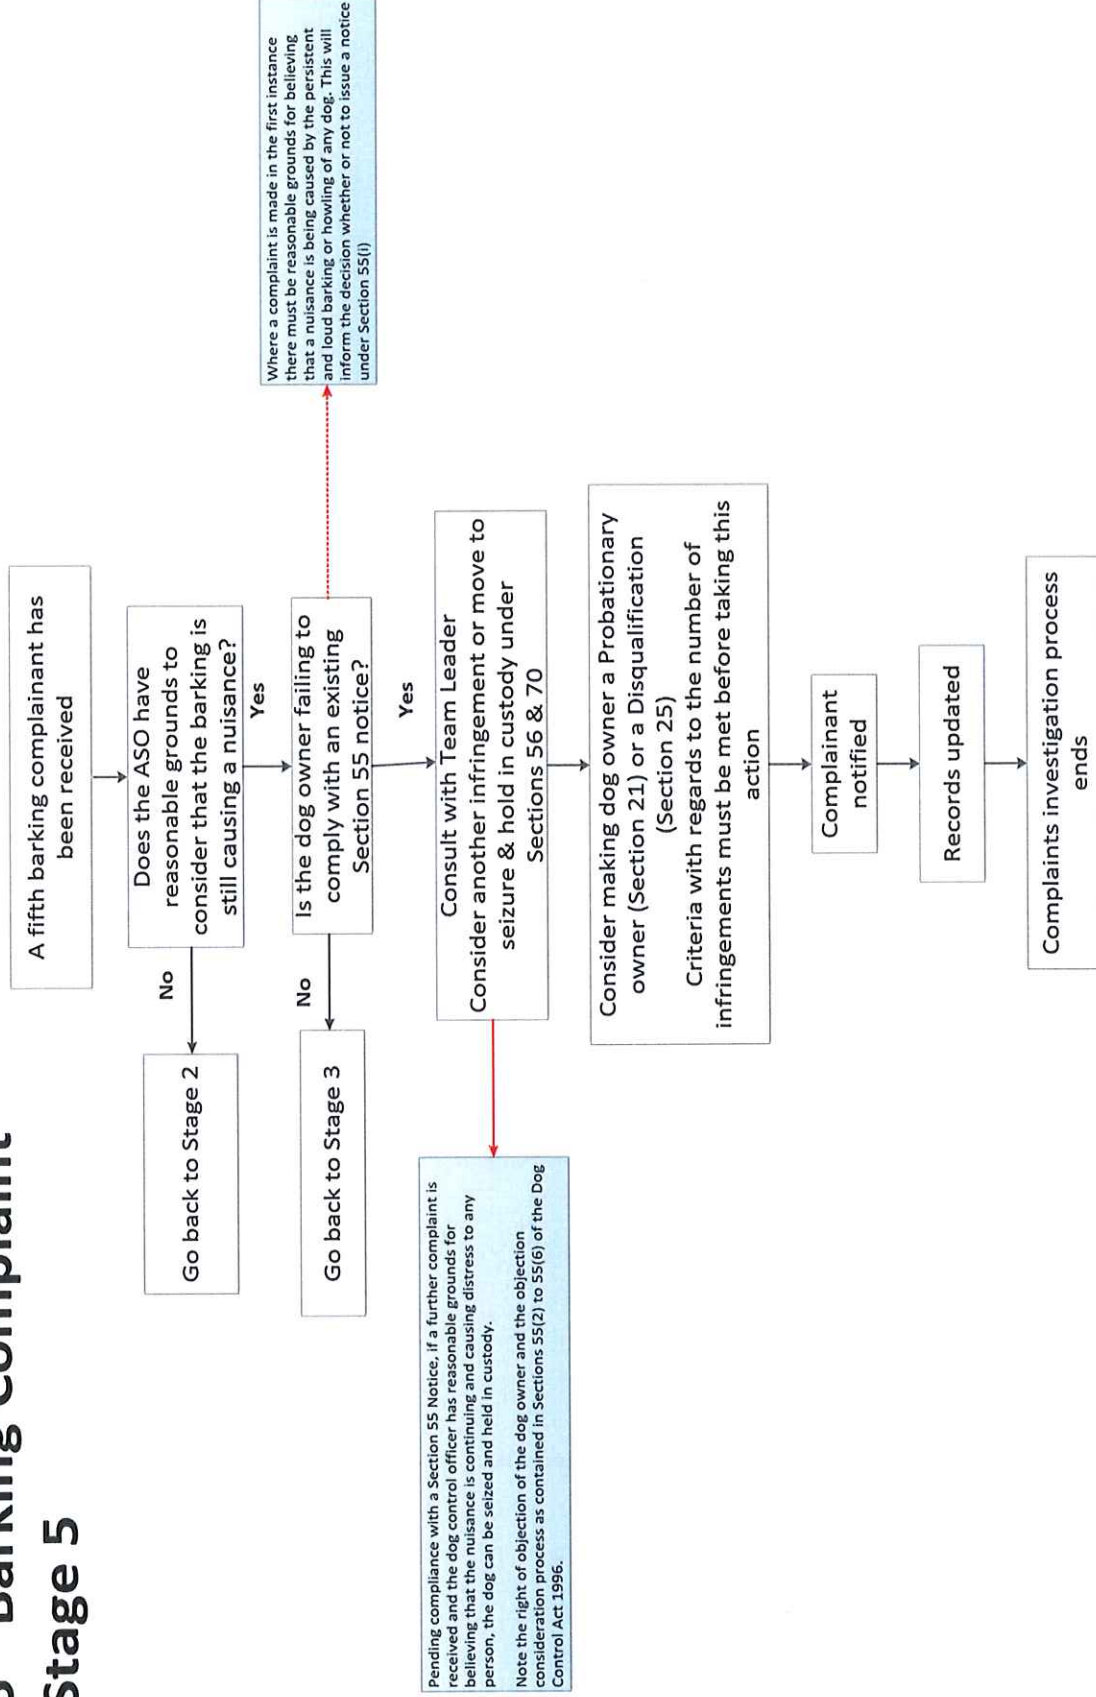 Barking Complaint
Stage 5
A fifth barking complainant has
been received
Does the ASO have
reasonable grounds to
consider that the barking is
still causing a nuisance?
No
Yes
Go back to Stage 2
Is the dog owner failing to
comply with an existing
Section 55 notice?
No
Yes
Go back to Stage 3
Where a complaint is made in the first instance
there must be reasonable grounds for believing
that a nuisance is being caused by the persistent
and loud barking or howling of any dog. This will
inform the decision whether or not to issue a notice
under Section 55(i)
Consult with Team Leader
Consider another infringement or move to
seizure & hold in custody under
Sections 56 & 70
Pending compliance with a Section 55 Notice, if a further complaint is
received and the dog control officer has reasonable grounds for
believing that the nuisance is continuing and causing distress to any
person, the dog can be seized and held in custody.
Note the right of objection of the dog owner and the objection
consideration process as contained in Sections 55(2) to 55(6) of the Dog
Control Act 1996.
Consider making dog owner a Probationary
owner (Section 21) or a Disqualification
(Section 25)
Criteria with regards to the number of
infringements must be met before taking this
action
Complainant
notified
Records updated
Complaints investigation process
ends